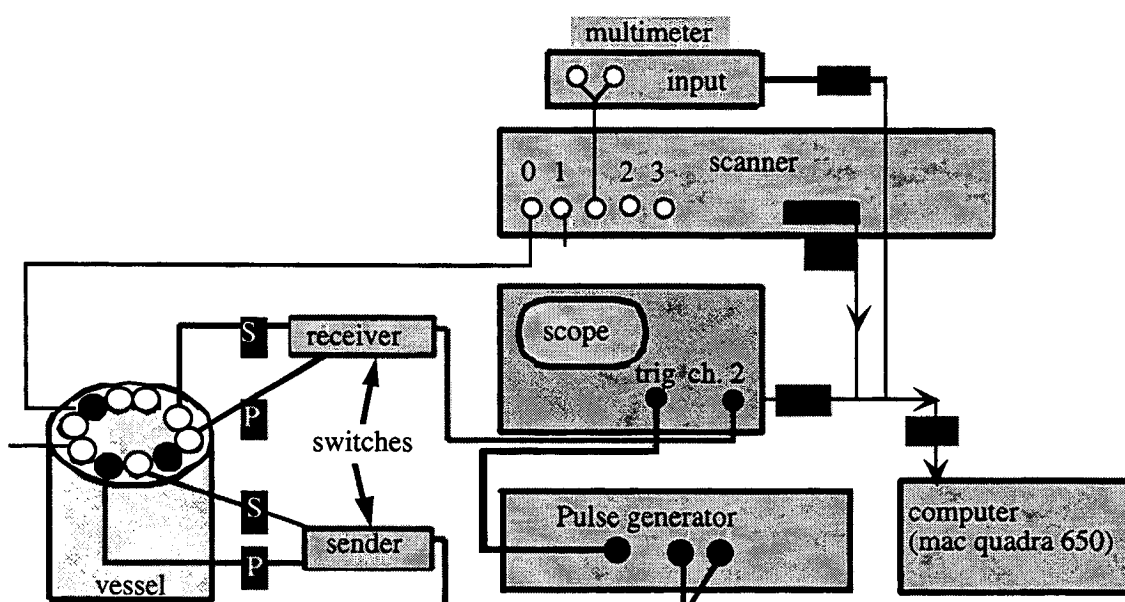 multimeter
input
scanner
0 1 2 3
scope
trig ch. 2
S
receiver
P
switches
S
sender
P
vessel
Pulse generator
computer
(mac quadra 650)